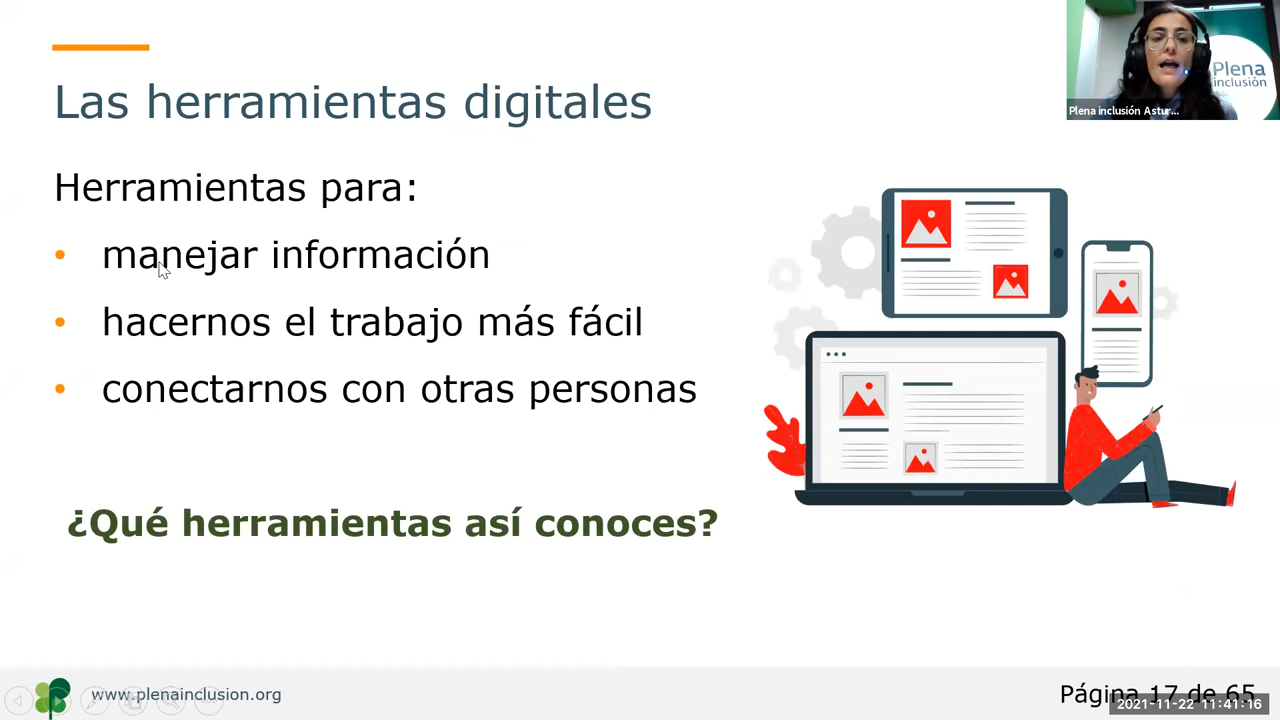 Las herramientas digitales
Herramientas para:
• manejar información
• hacernos el trabajo más fácil
• conectarnos con otras personas
¿Qué herramientas así conoces?
Plena
inclusión
Plena inclusión Astur...
www.plenainclusion.org
Página 17 de 65
2021-11-22 11:41:16